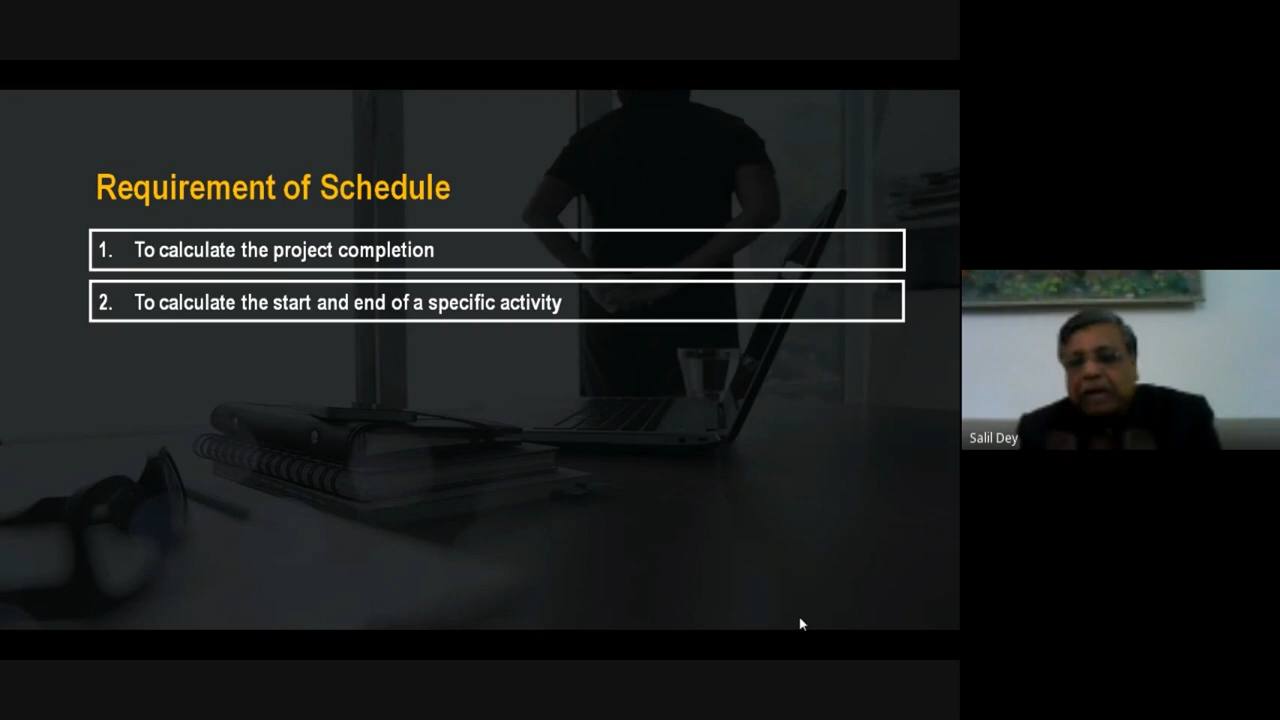 Requirement of Schedule
1. To calculate the project completion
2. To calculate the start and end of a specific activity
Salil Dey